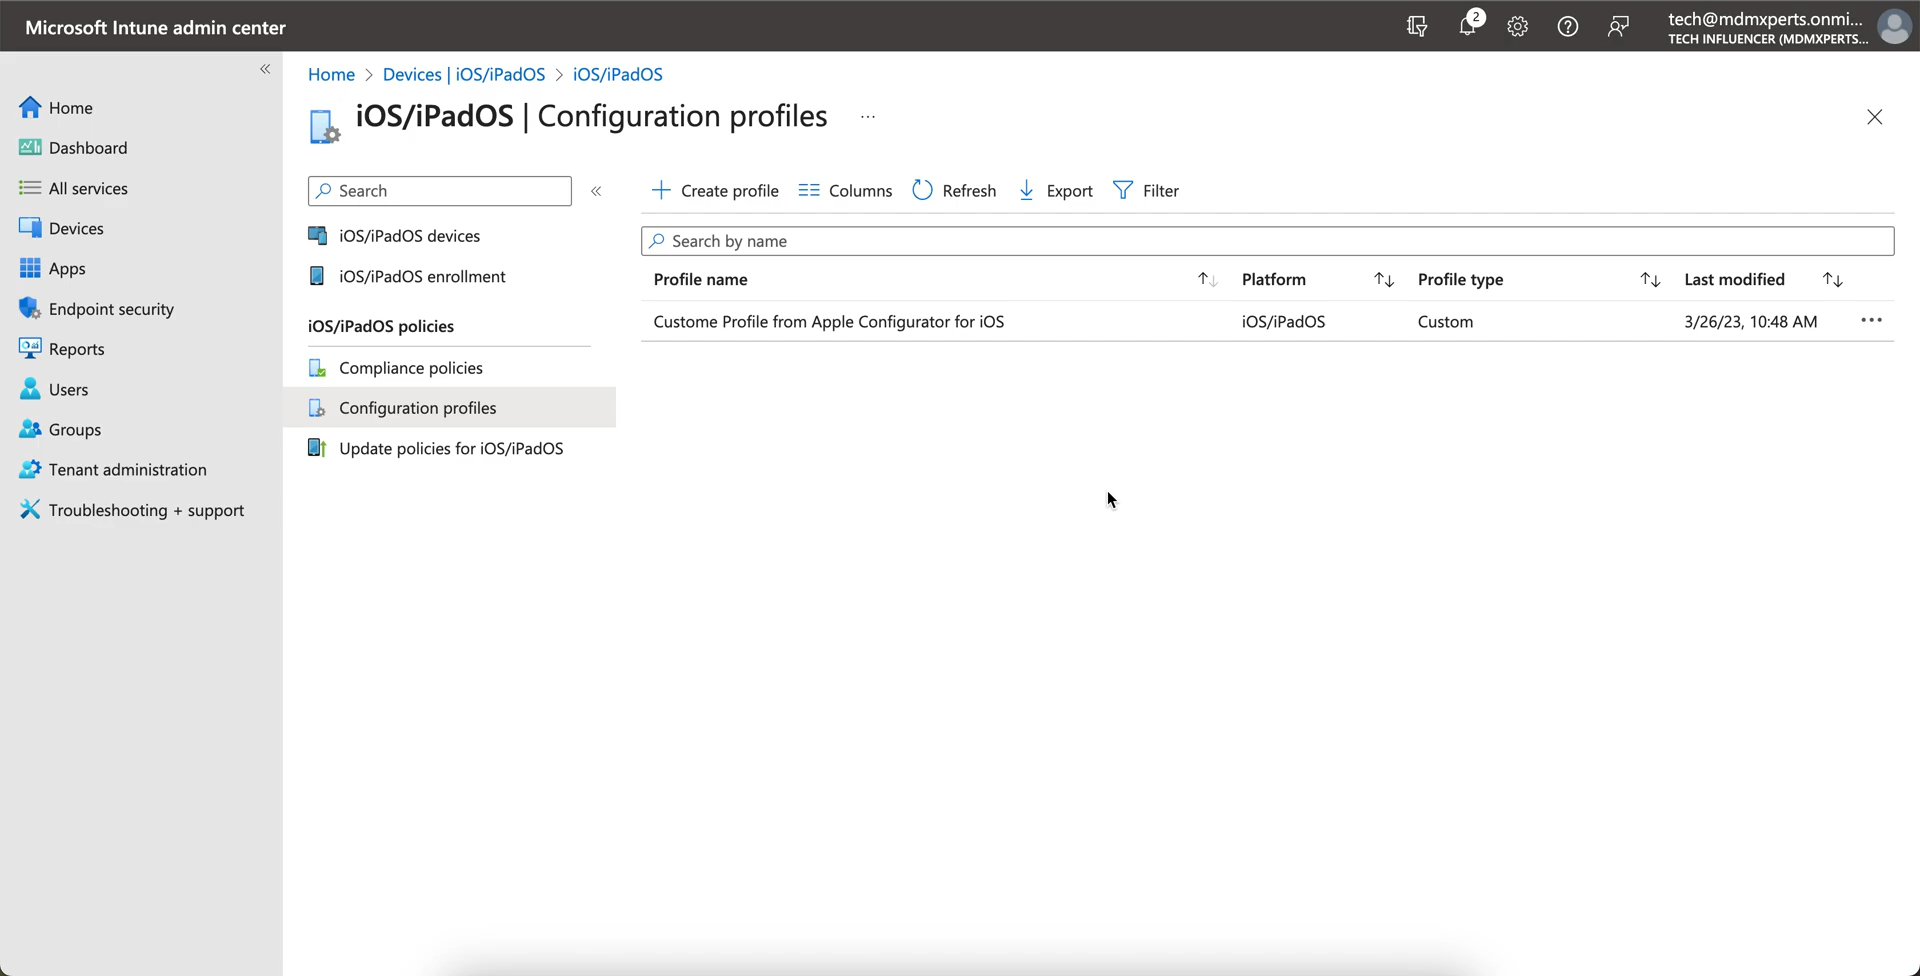 Microsoft Intune admin center
2
tech@mdmxperts.onmi...
TECH INFLUENCER (MDMXPERTS...
Home
Dashboard
All services
Devices
Apps
Endpoint security
Reports
Users
Groups
Tenant administration
Troubleshooting + support
Home > Devices | iOS/iPadOS > iOS/iPadOS
iOS/iPadOS | Configuration profiles ...
Search
iOS/iPadOS devices
iOS/iPadOS enrollment
iOS/iPadOS policies
Compliance policies
Configuration profiles
Update policies for iOS/iPadOS
Create profile Columns Refresh Export Filter
Search by name
Profile name Platform Profile type Last modified
Custome Profile from Apple Configurator for iOS iOS/iPadOS Custom 3/26/23, 10:48 AM